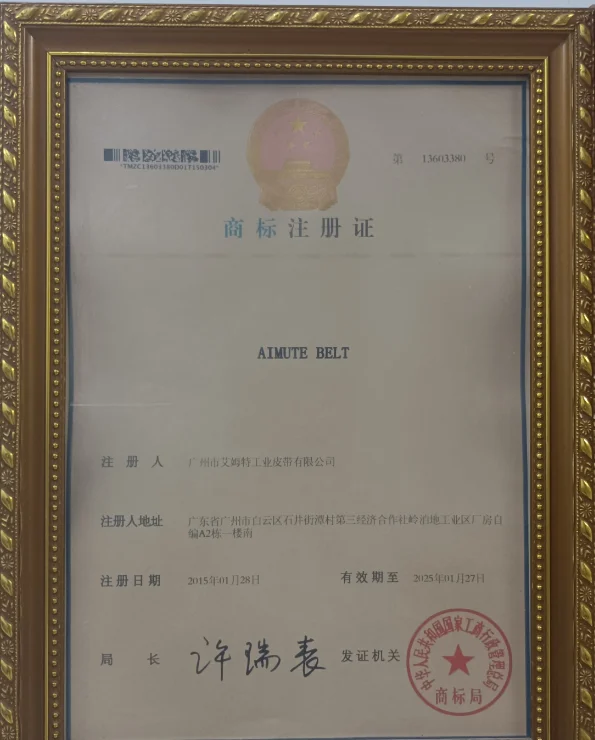 第 13603380 号
商标注册证
AIMUTE BELT
注册人 广州市艾姆特工业皮带有限公司
注册人地址 广东省广州市白云区石井街潭村第三经济合作社岭泊地工业区厂房自
编A2栋一楼南
注册日期 2015年01月28日 有效期至 2025年01月27日
局长 许瑞表 发证机关
中华人民共和国国家工商行政管理总局
商标局